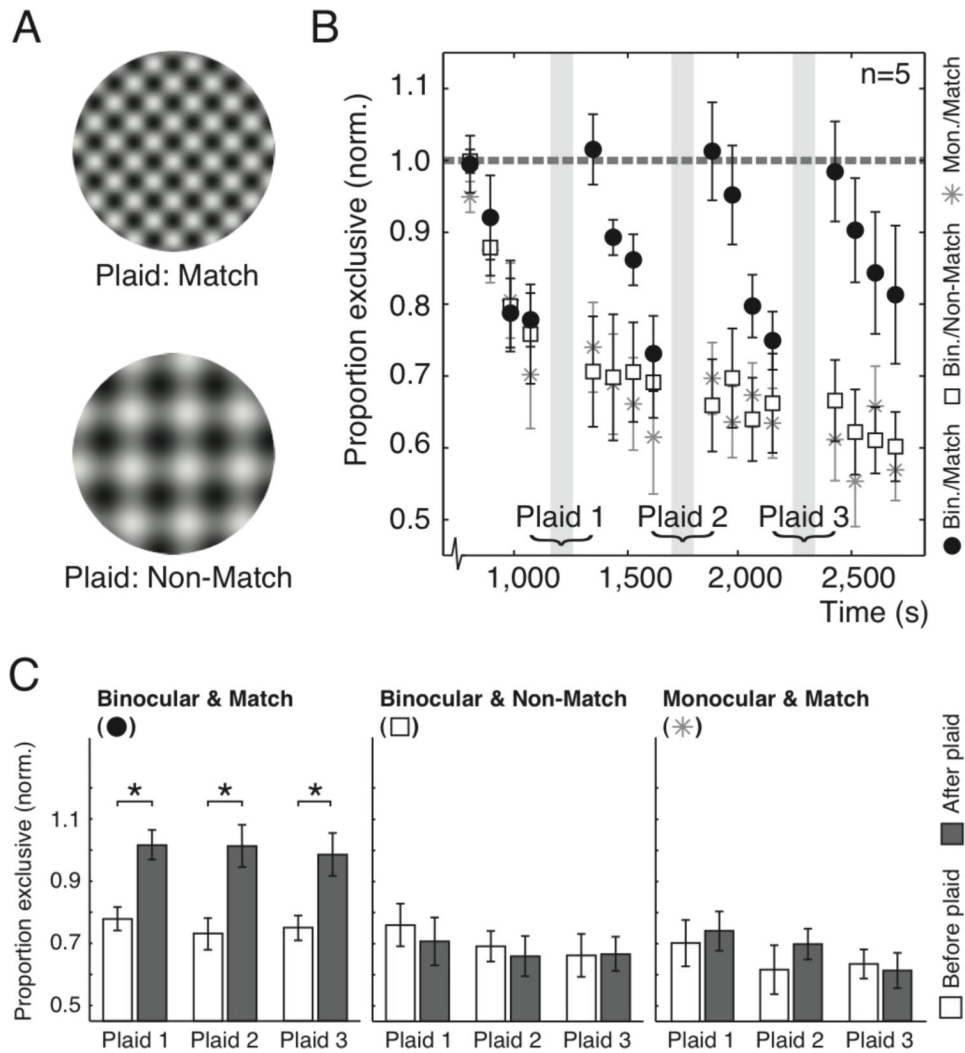 A
Plaid: Match
Plaid: Non-Match
B
n=5
Proportion exclusive (norm.)
1.1
1.0
0.9
0.8
0.7
0.6
0.5
Plaid 1
Plaid 2
Plaid 3
1,000
1,500
2,000
2,500
Time (s)
Bin./Match
Bin./Non-Match
Mon./Match
C
Binocular & Match
( )
Binocular & Non-Match
( )
Monocular & Match
( )
Proportion exclusive (norm.)
1.1
0.9
0.7
0.5
* * *
Plaid 1 Plaid 2 Plaid 3
Plaid 1 Plaid 2 Plaid 3
Plaid 1 Plaid 2 Plaid 3
Before plaid
After plaid